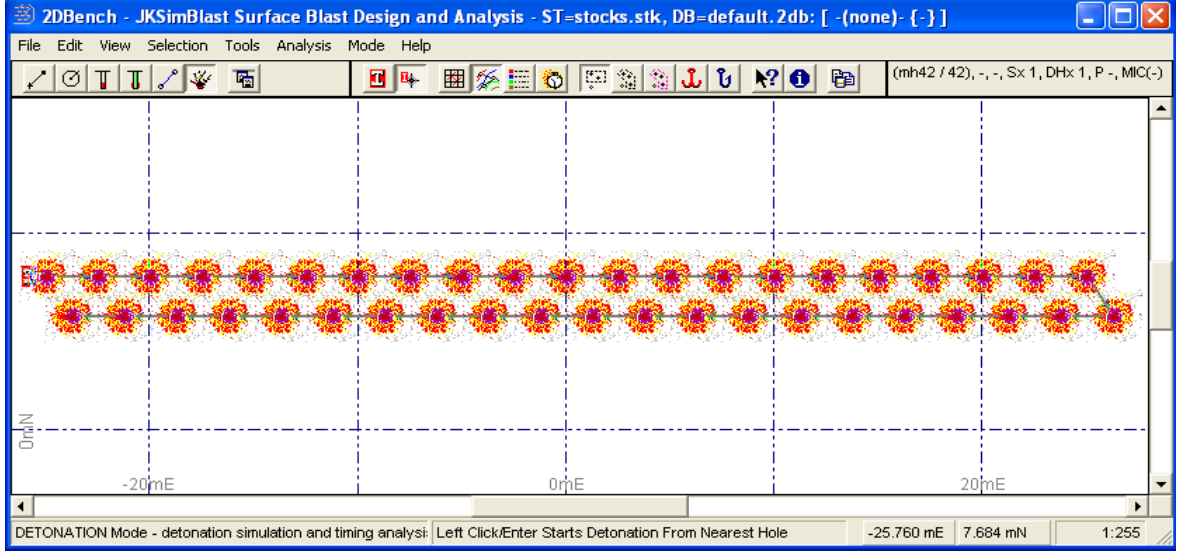 2DBench - JKSimBlast Surface Blast Design and Analysis - ST=stocks.stk, DB=default.2db: [ -(none)- {-} ]
File Edit View Selection Tools Analysis Mode Help
(mh42 / 42), -, -, Sx 1, DHx 1, P -, MIC(-)
0mN
-20mE 0mE 20mE
DETONATION Mode - detonation simulation and timing analysi: Left Click/Enter Starts Detonation From Nearest Hole -25.760 mE 7.684 mN 1:255